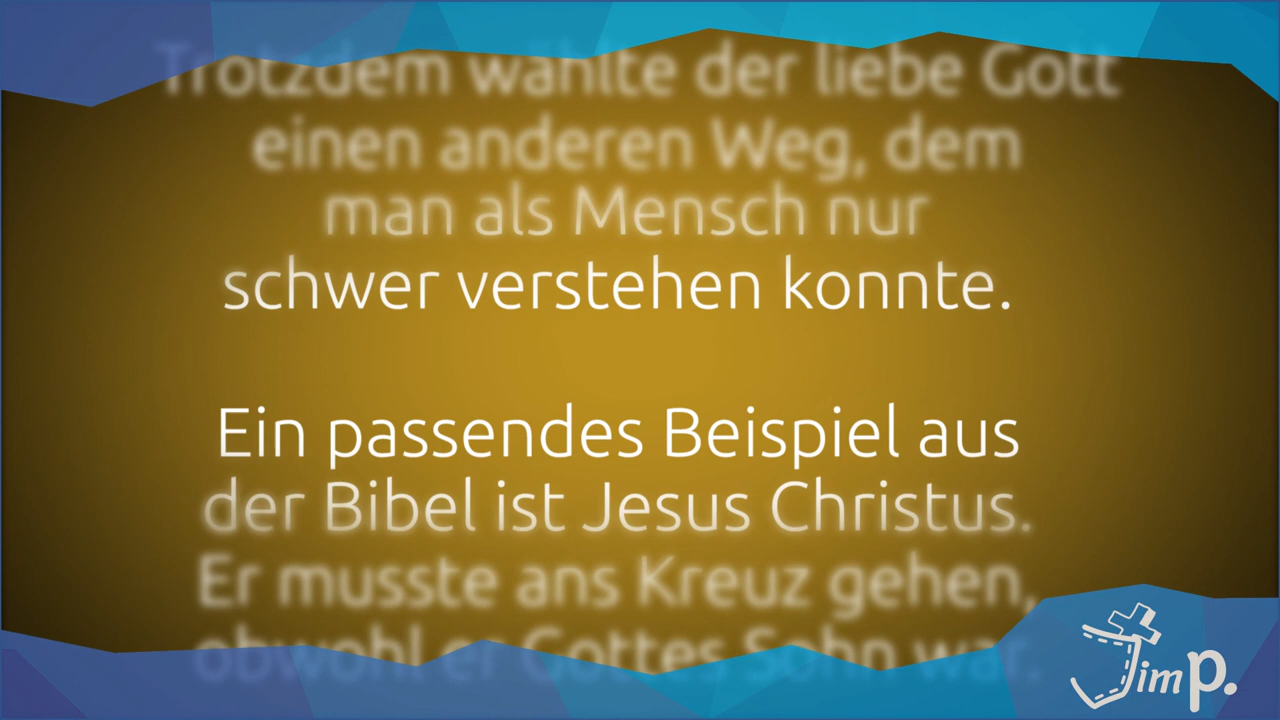 Trotzdem wählte der liebe Gott
einen anderen Weg, dem
man als Mensch nur
schwer verstehen konnte.
Ein passendes Beispiel aus
der Bibel ist Jesus Christus.
Er musste ans Kreuz gehen,
obwohl er Gottes Sohn war.
Jim P.